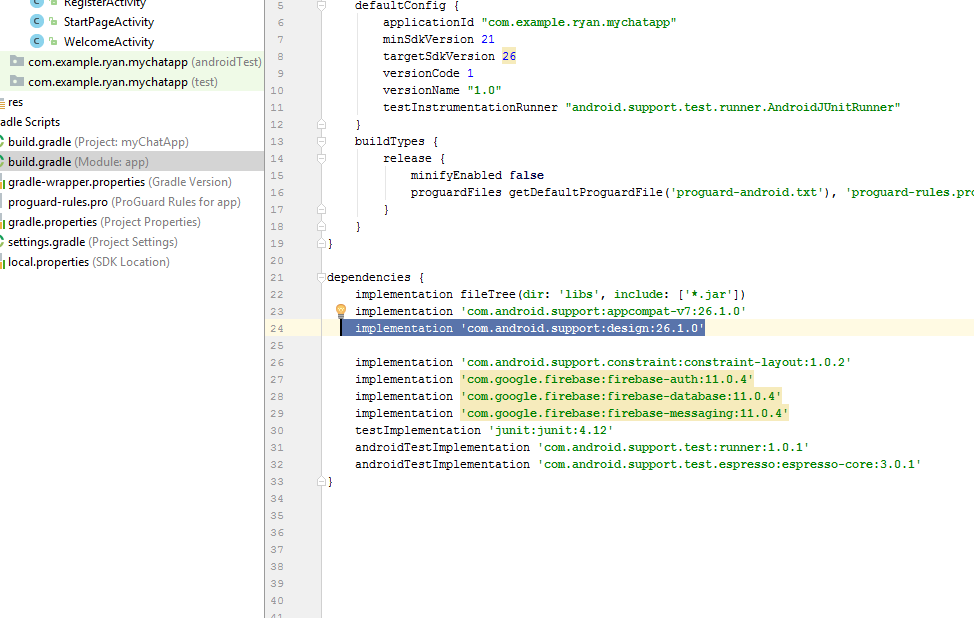 RegisterActivity
StartPageActivity
WelcomeActivity
com.example.ryan.mychatapp (androidTest)
com.example.ryan.mychatapp (test)
res
adle Scripts
build.gradle (Project: myChatApp)
build.gradle (Module: app)
gradle-wrapper.properties (Gradle Version)
proguard-rules.pro (ProGuard Rules for app)
gradle.properties (Project Properties)
settings.gradle (Project Settings)
local.properties (SDK Location)
5 defaultConfig {
6 applicationId "com.example.ryan.mychatapp"
7 minSdkVersion 21
8 targetSdkVersion 26
9 versionCode 1
10 versionName "1.0"
11 testInstrumentationRunner "android.support.test.runner.AndroidJUnitRunner"
12 }
13 buildTypes {
14 release {
15 minifyEnabled false
16 proguardFiles getDefaultProguardFile('proguard-android.txt'), 'proguard-rules.pro
17 }
18 }
19 }
20
21 dependencies {
22 implementation fileTree(dir: 'libs', include: ['*.jar'])
23 implementation 'com.android.support:appcompat-v7:26.1.0'
24 implementation 'com.android.support:design:26.1.0'
25
26 implementation 'com.android.support.constraint:constraint-layout:1.0.2'
27 implementation 'com.google.firebase:firebase-auth:11.0.4'
28 implementation 'com.google.firebase:firebase-database:11.0.4'
29 implementation 'com.google.firebase:firebase-messaging:11.0.4'
30 testImplementation 'junit:junit:4.12'
31 androidTestImplementation 'com.android.support.test:runner:1.0.1'
32 androidTestImplementation 'com.android.support.test.espresso:espresso-core:3.0.1'
33 }
34
35
36
37
38
39
40
41